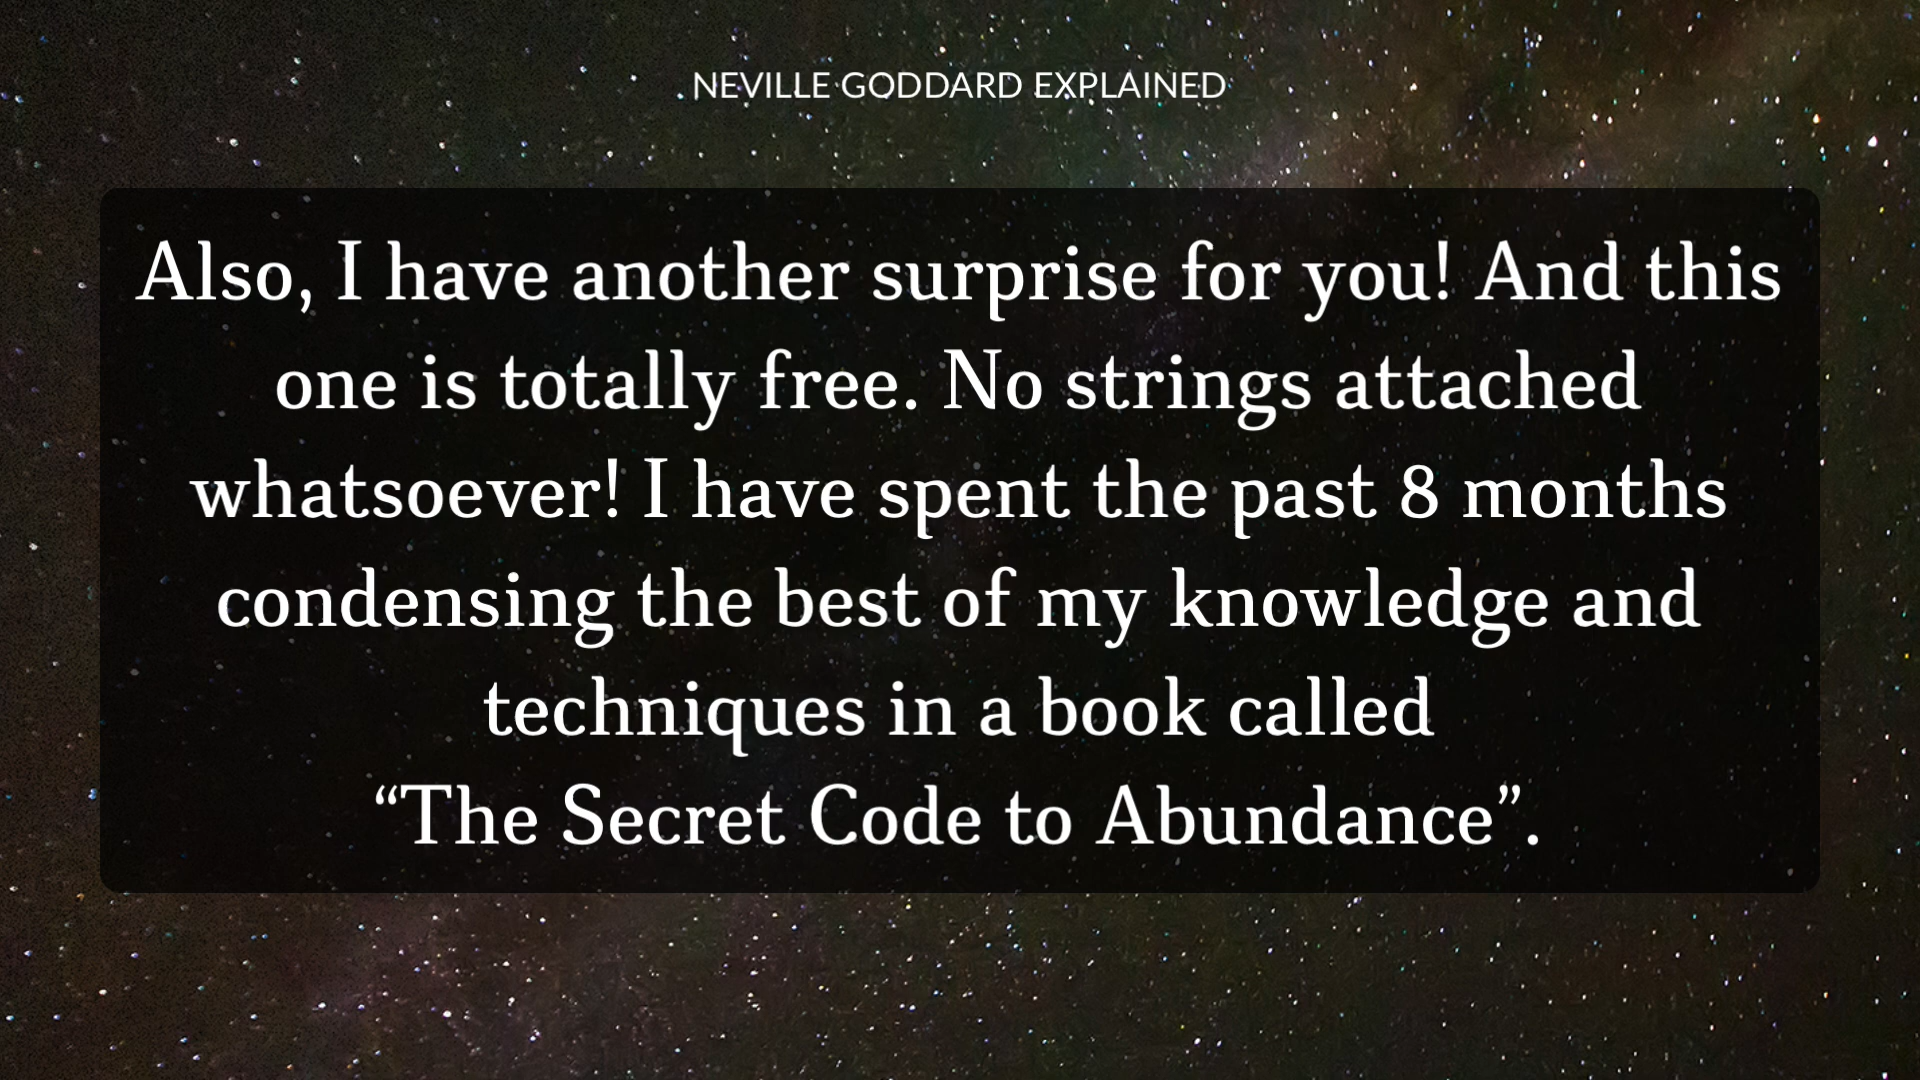 NEVILLE GODDARD EXPLAINED
Also, I have another surprise for you! And this
one is totally free. No strings attached
whatsoever! I have spent the past 8 months
condensing the best of my knowledge and
techniques in a book called
“The Secret Code to Abundance”.